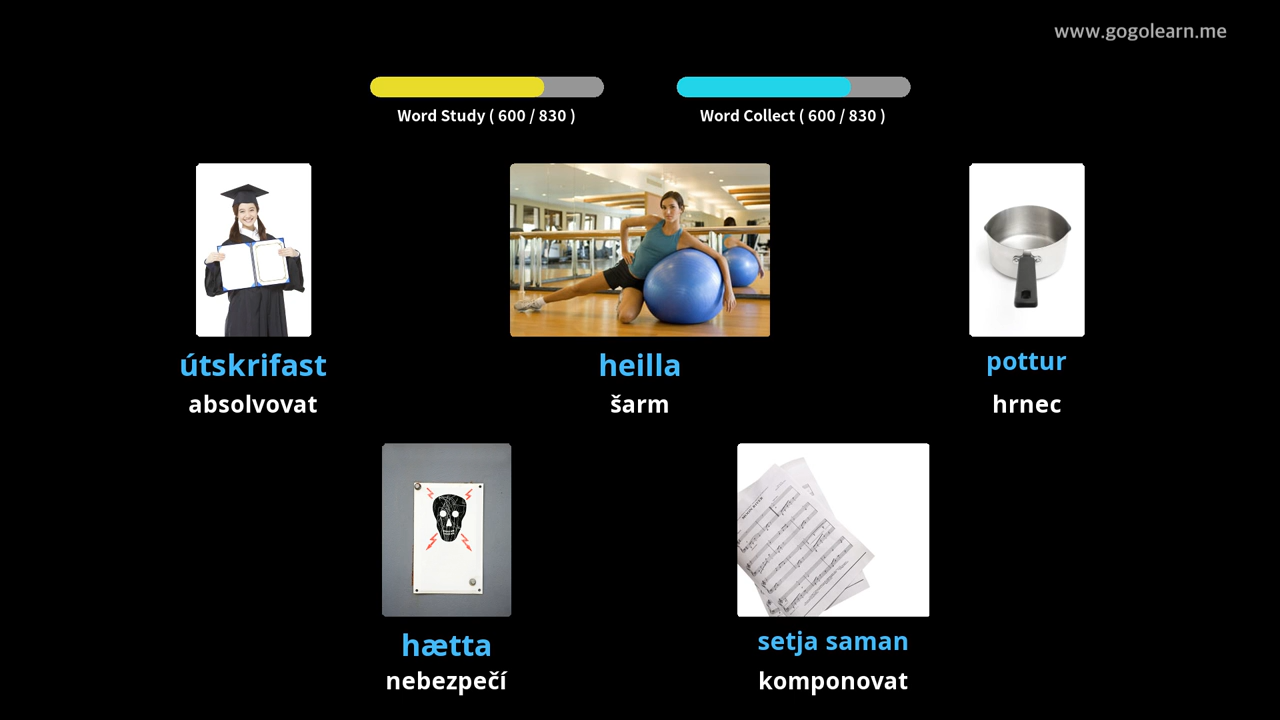 www.gogolearn.me
Word Study ( 600 / 830 )
Word Collect ( 600 / 830 )
útskrifast
absolvovat
heilla
šarm
pottur
hrnec
hætta
nebezpečí
setja saman
komponovat